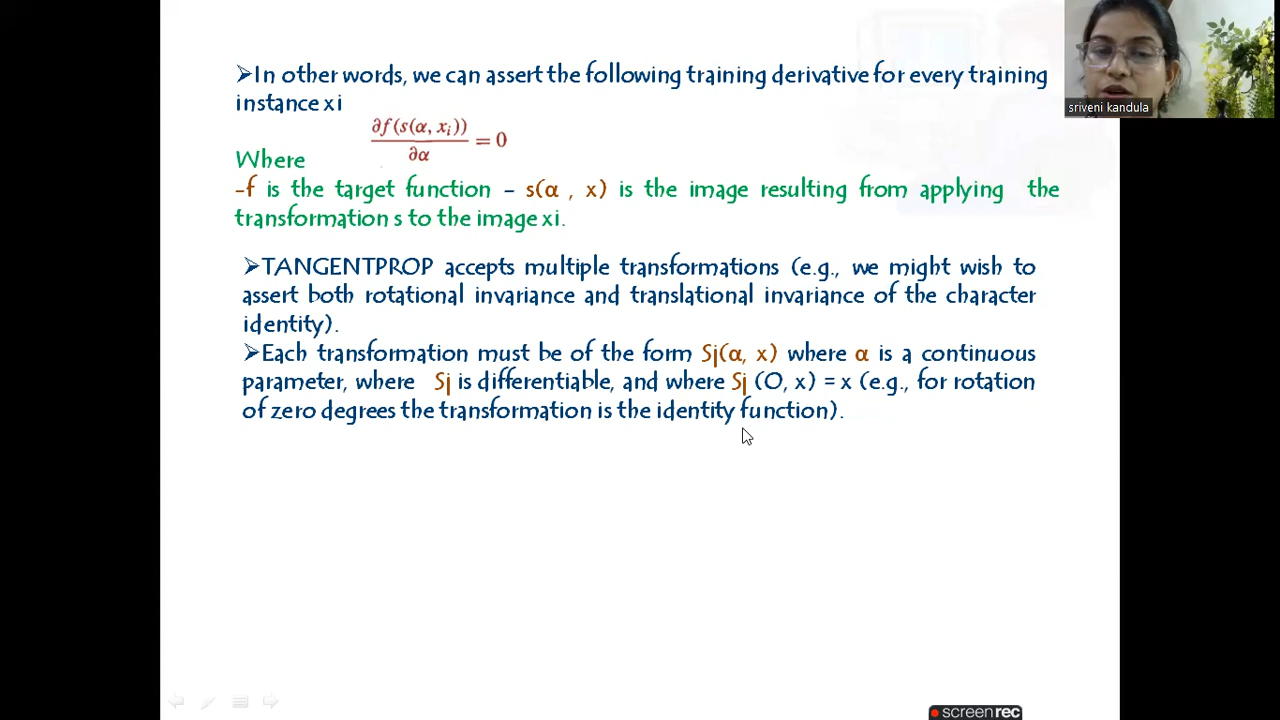 ➢In other words, we can assert the following training derivative for every training
instance xi
∂f(s(α, xᵢ))
∂α
= 0
Where
-f is the target function – s(α , x) is the image resulting from applying the
transformation s to the image xi.
➢TANGENTPROP accepts multiple transformations (e.g., we might wish to
assert both rotational invariance and translational invariance of the character
identity).
➢Each transformation must be of the form Sj(α, x) where α is a continuous
parameter, where Sj is differentiable, and where Sj (O, x) = x (e.g., for rotation
of zero degrees the transformation is the identity function).
sriveni kandula
screenrec